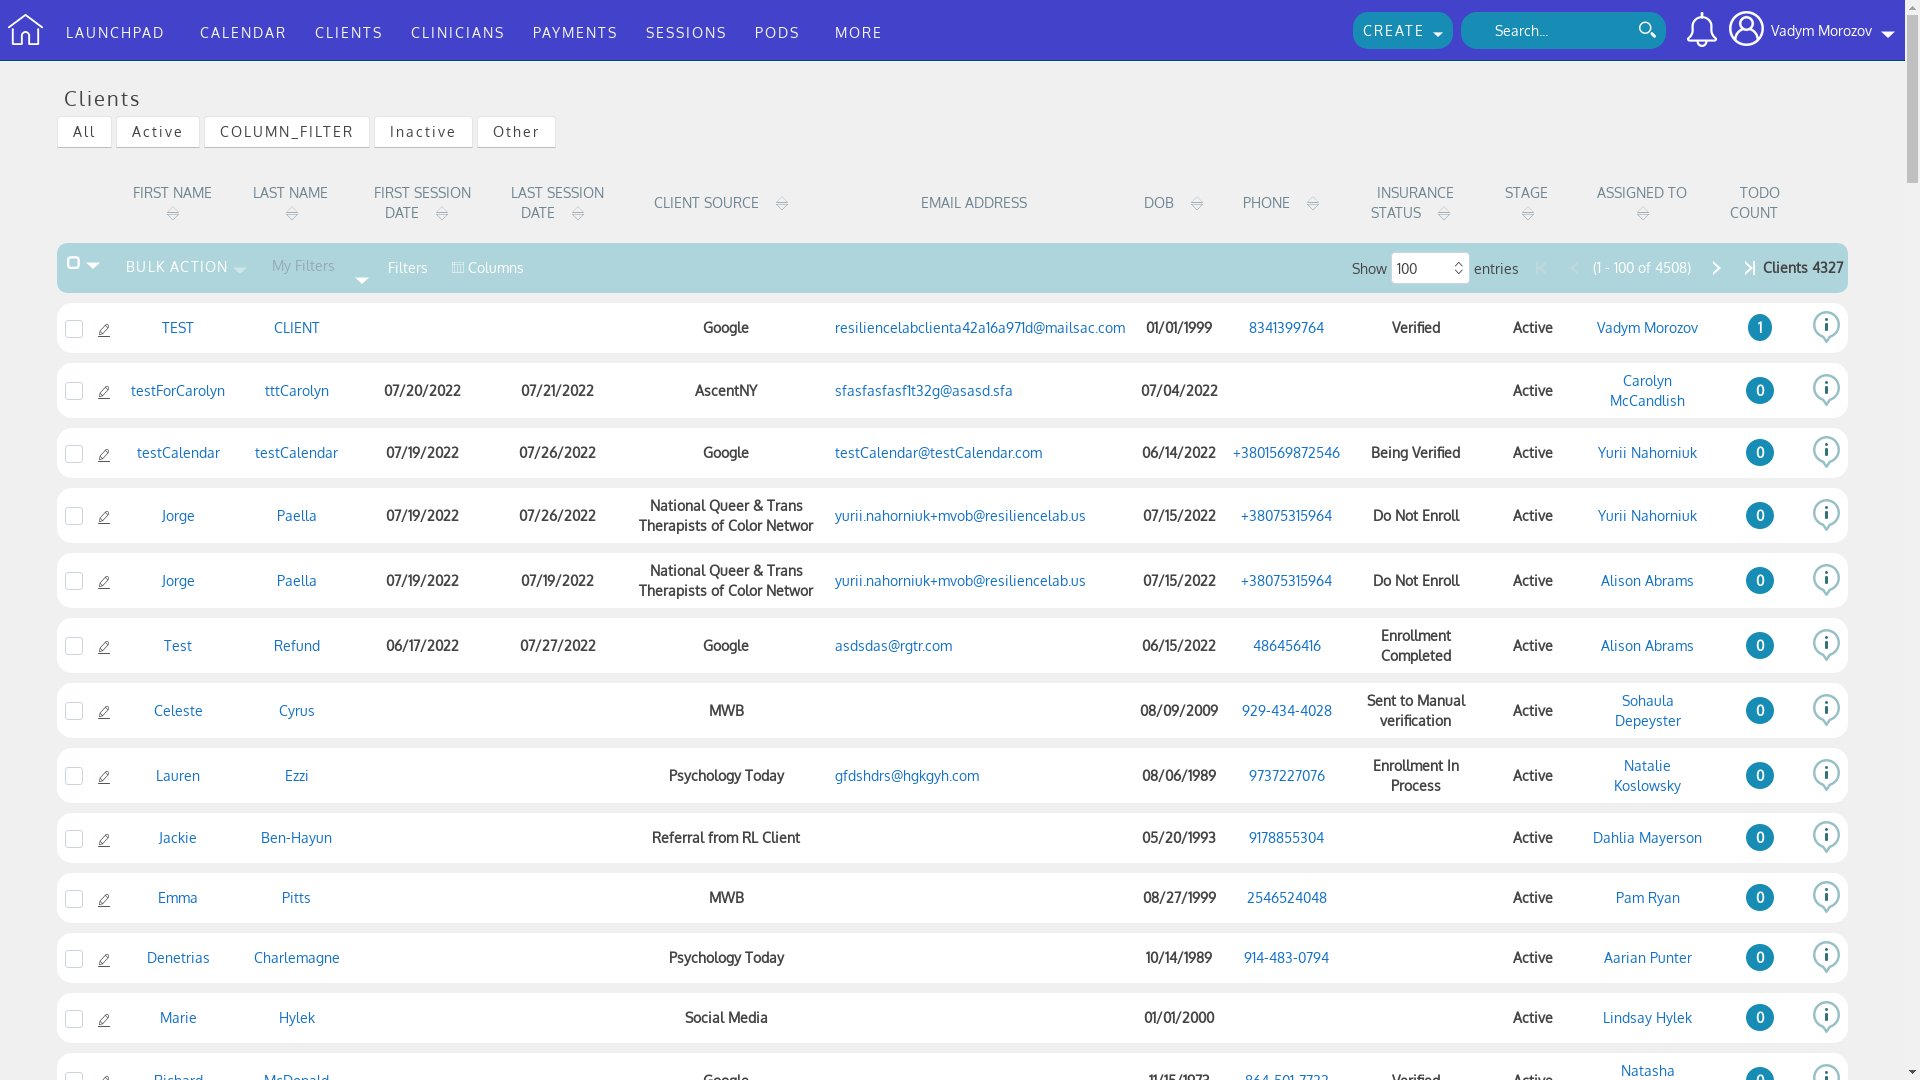 LAUNCHPAD CALENDAR CLIENTS CLINICIANS PAYMENTS SESSIONS PODS MORE CREATE Search... Vadym Morozov
Clients
All Active COLUMN_FILTER Inactive Other
FIRST NAME LAST NAME FIRST SESSION DATE LAST SESSION DATE CLIENT SOURCE EMAIL ADDRESS DOB PHONE INSURANCE STATUS STAGE ASSIGNED TO TODO COUNT
BULK ACTION My Filters Filters Columns Show 100 entries (1 - 100 of 4508) Clients 4327
TEST CLIENT Google resiliencelabclienta42a16a971d@mailsac.com 01/01/1999 8341399764 Verified Active Vadym Morozov 1
testForCarolyn tttCarolyn 07/20/2022 07/21/2022 AscentNY sfasfasfasf1t32g@asasd.sfa 07/04/2022 Active Carolyn McCandlish 0
testCalendar testCalendar 07/19/2022 07/26/2022 Google testCalendar@testCalendar.com 06/14/2022 +3801569872546 Being Verified Active Yurii Nahorniuk 0
Jorge Paella 07/19/2022 07/26/2022 National Queer & Trans Therapists of Color Networ yurii.nahorniuk+mvob@resiliencelab.us 07/15/2022 +38075315964 Do Not Enroll Active Yurii Nahorniuk 0
Jorge Paella 07/19/2022 07/19/2022 National Queer & Trans Therapists of Color Networ yurii.nahorniuk+mvob@resiliencelab.us 07/15/2022 +38075315964 Do Not Enroll Active Alison Abrams 0
Test Refund 06/17/2022 07/27/2022 Google asdsdas@rgtr.com 06/15/2022 486456416 Enrollment Completed Active Alison Abrams 0
Celeste Cyrus MWB 08/09/2009 929-434-4028 Sent to Manual verification Active Sohaula Depeyster 0
Lauren Ezzi Psychology Today gfdshdrs@hgkgyh.com 08/06/1989 9737227076 Enrollment In Process Active Natalie Koslowsky 0
Jackie Ben-Hayun Referral from RL Client 05/20/1993 9178855304 Active Dahlia Mayerson 0
Emma Pitts MWB 08/27/1999 2546524048 Active Pam Ryan 0
Denetrias Charlemagne Psychology Today 10/14/1989 914-483-0794 Active Aarian Punter 0
Marie Hylek Social Media 01/01/2000 Active Lindsay Hylek 0
Richard McDonald Google 11/15/1973 864-501-7722 Verified Active Natasha 0